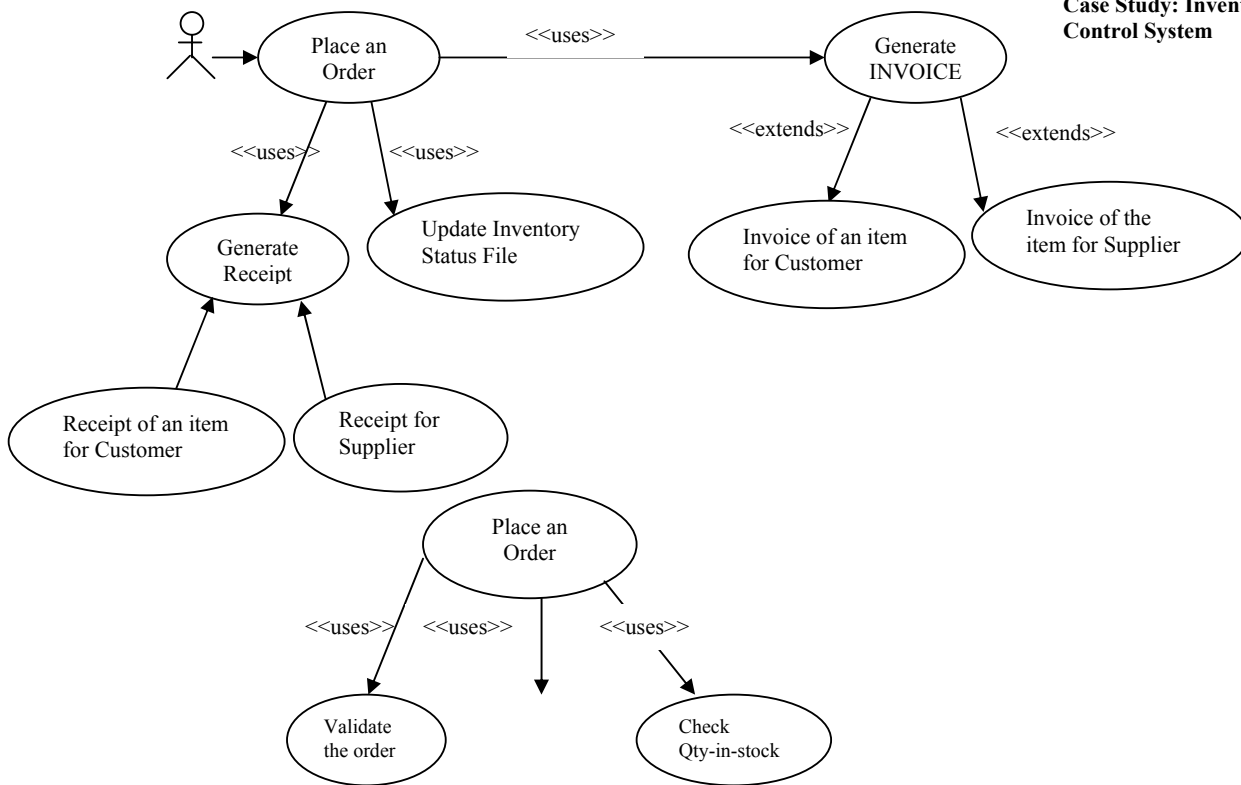 Case Study: Inven
Control System
Place an
Order
<<uses>>
Generate
INVOICE
<<uses>>
<<uses>>
<<extends>>
<<extends>>
Generate
Receipt
Update Inventory
Status File
Invoice of an item
for Customer
Invoice of the
item for Supplier
Receipt of an item
for Customer
Receipt for
Supplier
Place an
Order
<<uses>>
<<uses>>
<<uses>>
Validate
the order
Check
Qty-in-stock